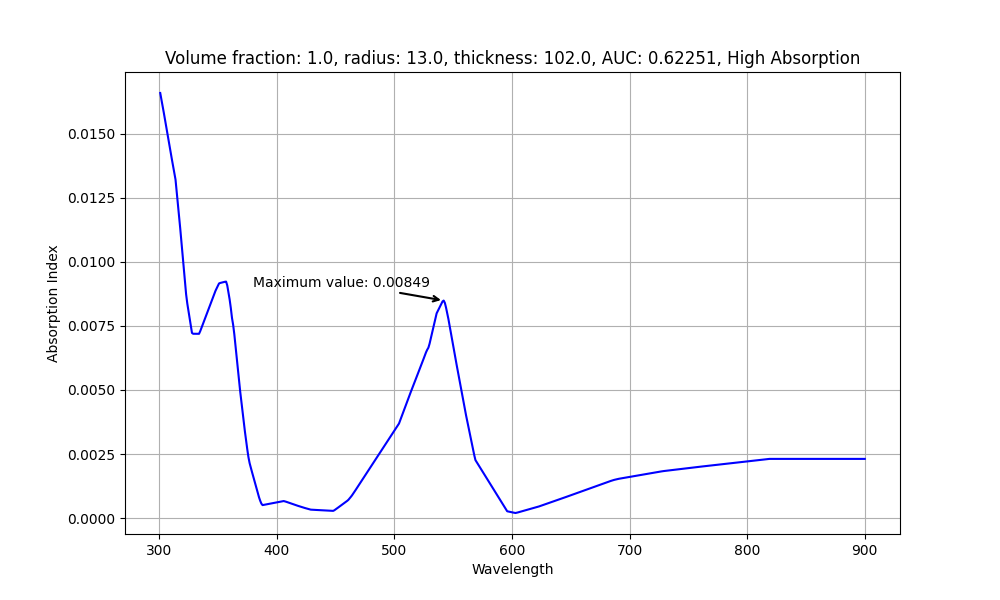 Volume fraction: 1.0, radius: 13.0, thickness: 102.0, AUC: 0.62251, High Absorption
Absorption Index
0.0150
0.0125
0.0100
0.0075
0.0050
0.0025
0.0000
Maximum value: 0.00849
300 400 500 600 700 800 900
Wavelength